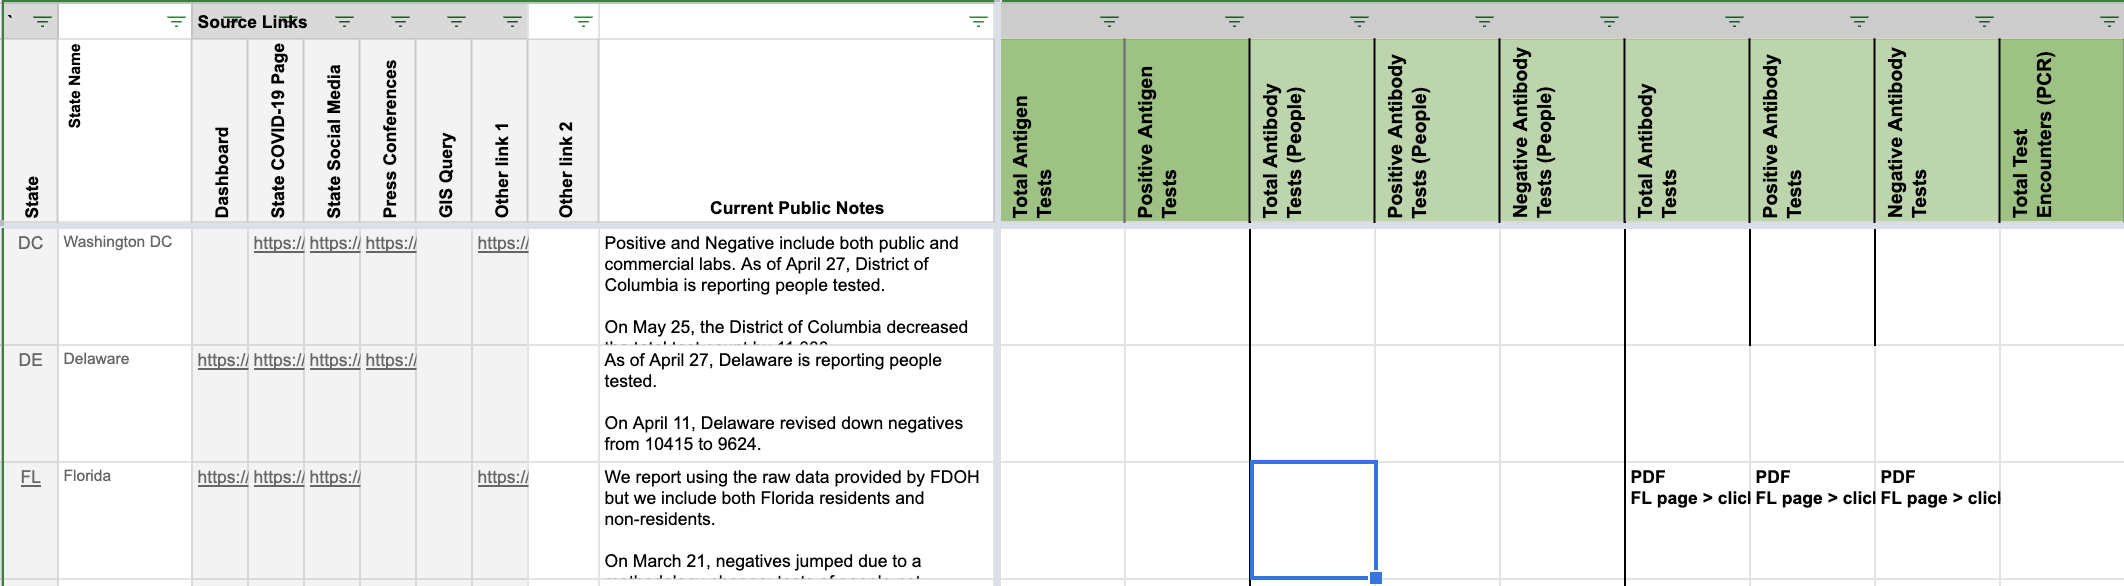 `
Source Links
State
State Name
Dashboard
State COVID-19 Page
State Social Media
Press Conferences
GIS Query
Other link 1
Other link 2
Current Public Notes
Total Antigen
Tests
Positive Antigen
Tests
Total Antibody
Tests (People)
Positive Antibody
Tests (People)
Negative Antibody
Tests (People)
Total Antibody
Tests
Positive Antibody
Tests
Negative Antibody
Tests
Total Test
Encounters (PCR)
DC
Washington DC
https://
https://
https://
https://
Positive and Negative include both public and
commercial labs. As of April 27, District of
Columbia is reporting people tested.
On May 25, the District of Columbia decreased
DE
Delaware
https://
https://
https://
https://
As of April 27, Delaware is reporting people
tested.
On April 11, Delaware revised down negatives
from 10415 to 9624.
FL
Florida
https://
https://
https://
https://
We report using the raw data provided by FDOH
but we include both Florida residents and
non-residents.
On March 21, negatives jumped due to a
PDF
FL page > clicl
PDF
FL page > clicl
PDF
FL page > clicl